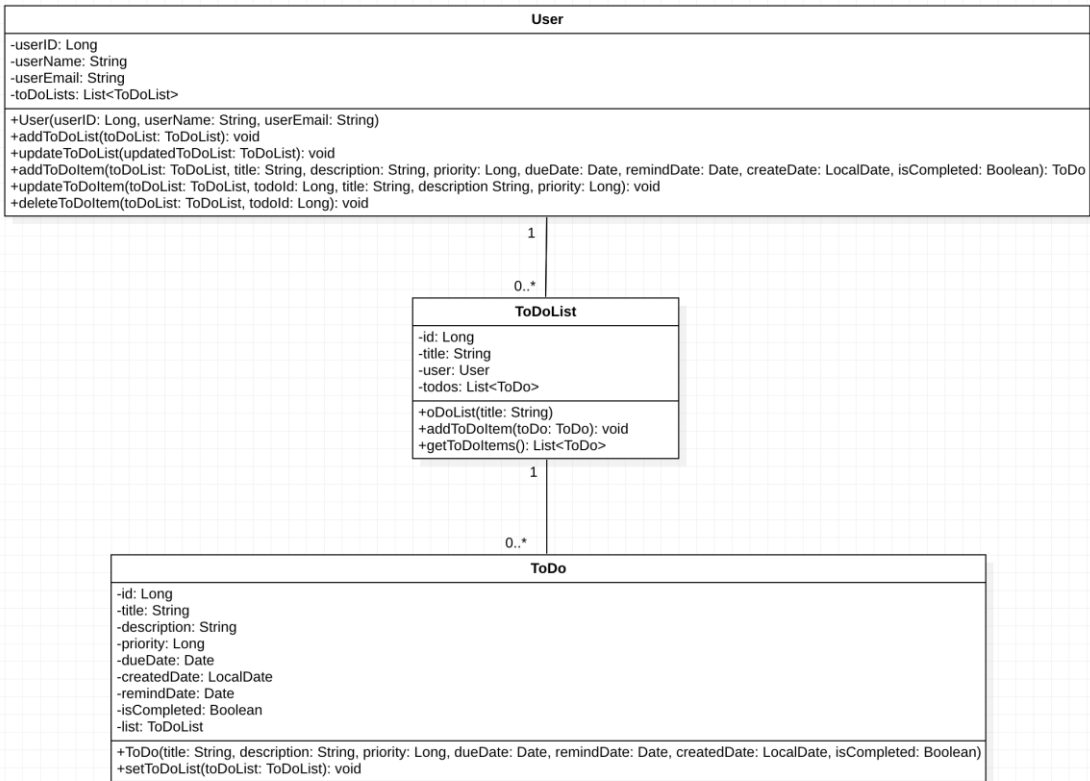 User
-userID: Long
-userName: String
-userEmail: String
-toDoLists: List<ToDoList>
+User(userID: Long, userName: String, userEmail: String)
+addToDoList(toDoList: ToDoList): void
+updateToDoList(updatedToDoList: ToDoList): void
+addToDoItem(toDoList: ToDoList, title: String, description: String, priority: Long, dueDate: Date, remindDate: Date, createDate: LocalDate, isCompleted: Boolean): ToDo
+updateToDoItem(toDoList: ToDoList, todoId: Long, title: String, description String, priority: Long): void
+deleteToDoItem(toDoList: ToDoList, todoId: Long): void
1
0..*
ToDoList
-id: Long
-title: String
-user: User
-todos: List<ToDo>
+oDoList(title: String)
+addToDoItem(toDo: ToDo): void
+getToDoItems(): List<ToDo>
1
0..*
ToDo
-id: Long
-title: String
-description: String
-priority: Long
-dueDate: Date
-createdDate: LocalDate
-remindDate: Date
-isCompleted: Boolean
-list: ToDoList
+ToDo(title: String, description: String, priority: Long, dueDate: Date, remindDate: Date, createdDate: LocalDate, isCompleted: Boolean)
+setToDoList(toDoList: ToDoList): void